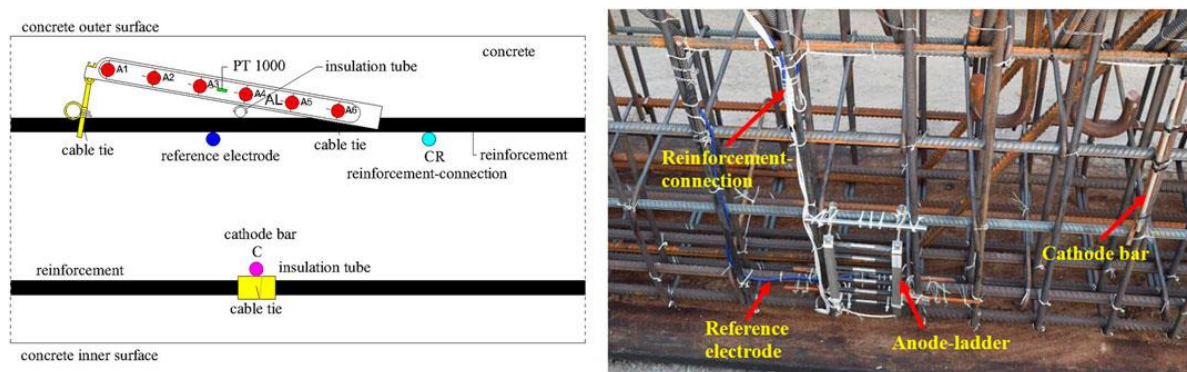 concrete outer surface
concrete
A1
A2
A3
PT 1000
insulation tube
A4
AL
A5
A6
cable tie
reference electrode
cable tie
CR
reinforcement
reinforcement-connection
cathode bar
C
reinforcement
insulation tube
cable tie
concrete inner surface
Reinforcement-
connection
Cathode bar
Reference
electrode
Anode-ladder